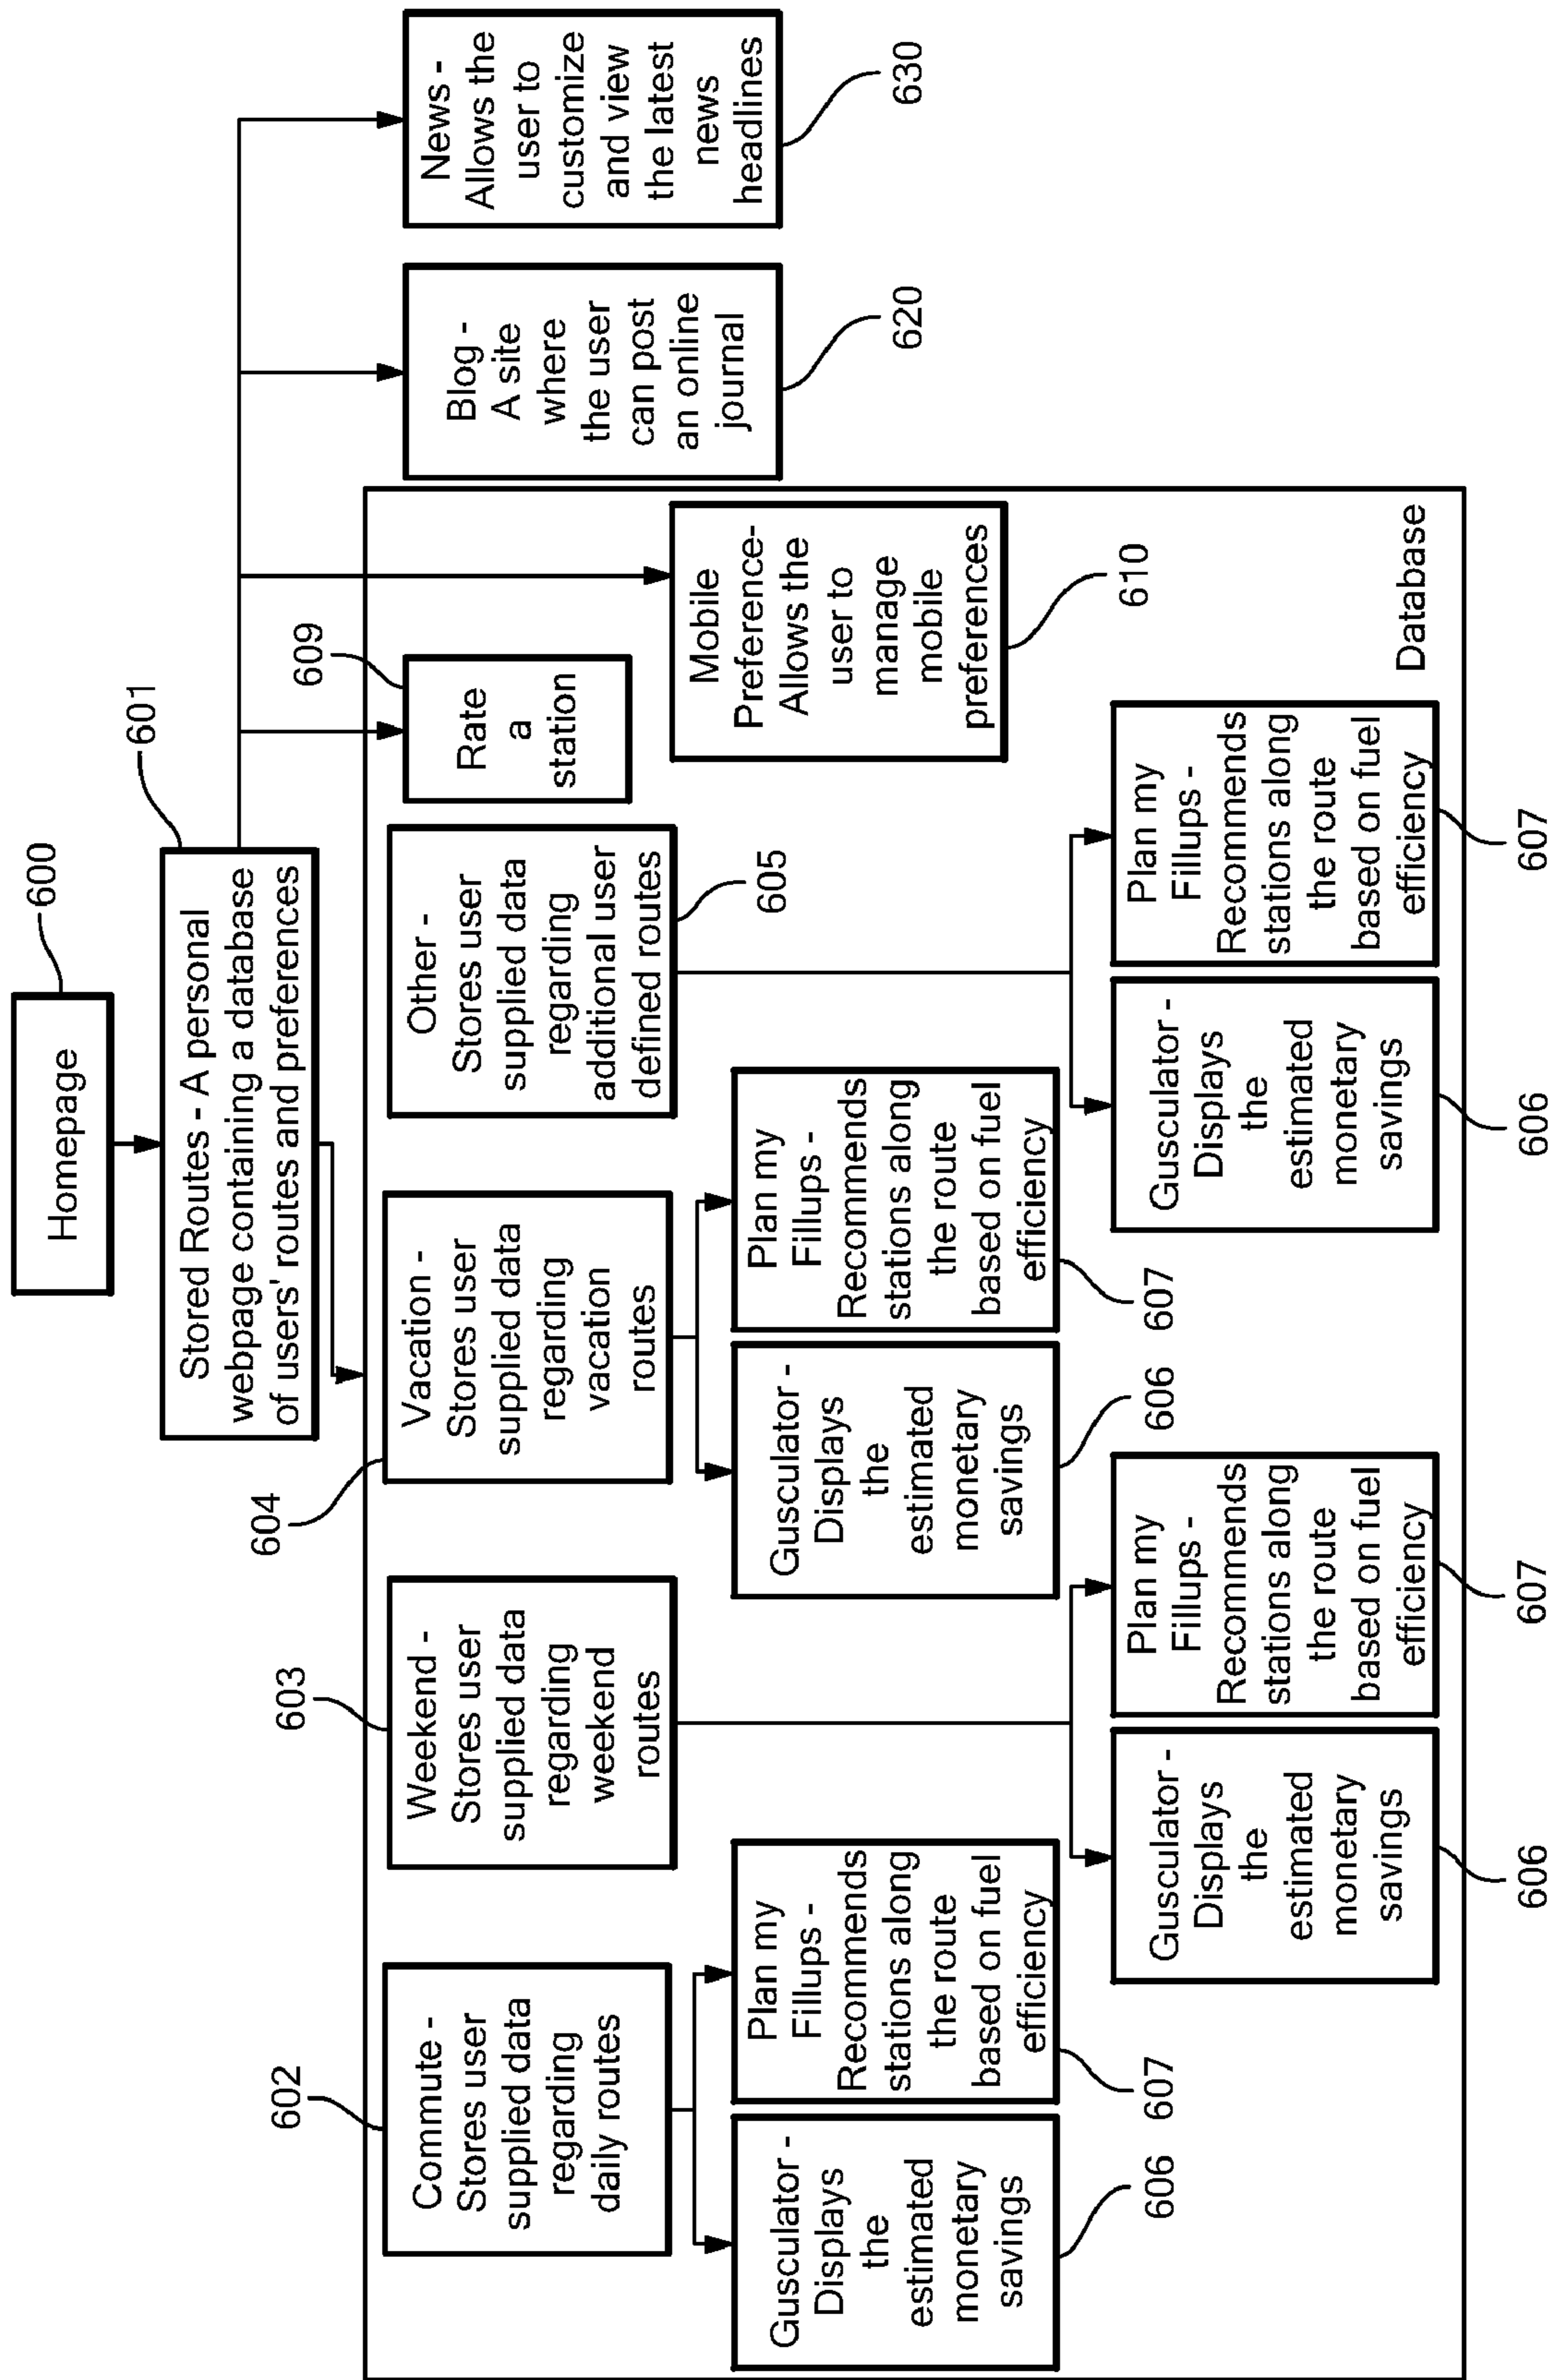 Homepage
600
Stored Routes - A personal
webpage containing a database
of users' routes and preferences
601
Commute -
Stores user
supplied data
regarding
daily routes
602
Weekend -
Stores user
supplied data
regarding
weekend
routes
603
Vacation -
Stores user
supplied data
regarding
vacation
routes
604
Other -
Stores user
supplied data
regarding
additional user
defined routes
605
Rate
a
station
609
Blog -
A site
where
the user
can post
an online
journal
620
News -
Allows the
user to
customize
and view
the latest
news
headlines
630
Mobile
Preference-
Allows the
user to
manage
mobile
preferences
610
Gusculator -
Displays
the
estimated
monetary
savings
606
Plan my
Fillups -
Recommends
stations along
the route
based on fuel
efficiency
607
Gusculator -
Displays
the
estimated
monetary
savings
606
Plan my
Fillups -
Recommends
stations along
the route
based on fuel
efficiency
607
Gusculator -
Displays
the
estimated
monetary
savings
606
Plan my
Fillups -
Recommends
stations along
the route
based on fuel
efficiency
607
Gusculator -
Displays
the
estimated
monetary
savings
606
Plan my
Fillups -
Recommends
stations along
the route
based on fuel
efficiency
607
Database